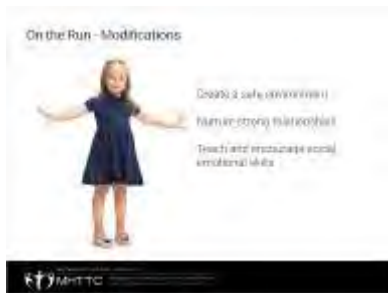 On the Run - Modifications
Create a safe environment
Nurture strong relationships
Teach and encourage social
emotional skills
MHTTC